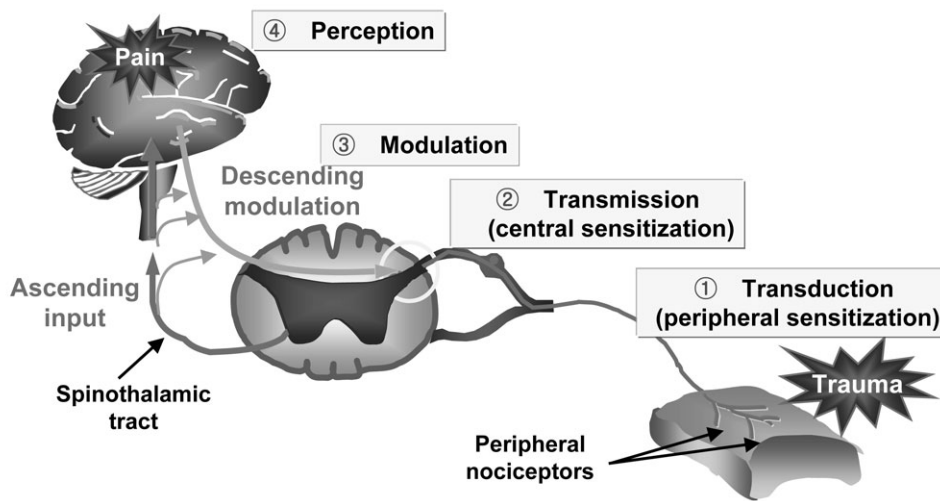 ④ Perception
Pain
③ Modulation
Descending
modulation
② Transmission
(central sensitization)
Ascending
input
① Transduction
(peripheral sensitization)
Spinothalamic
tract
Trauma
Peripheral
nociceptors